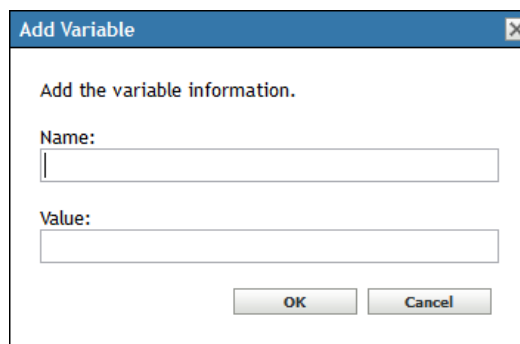 Add Variable
Add the variable information.
Name:
Value:
OK Cancel